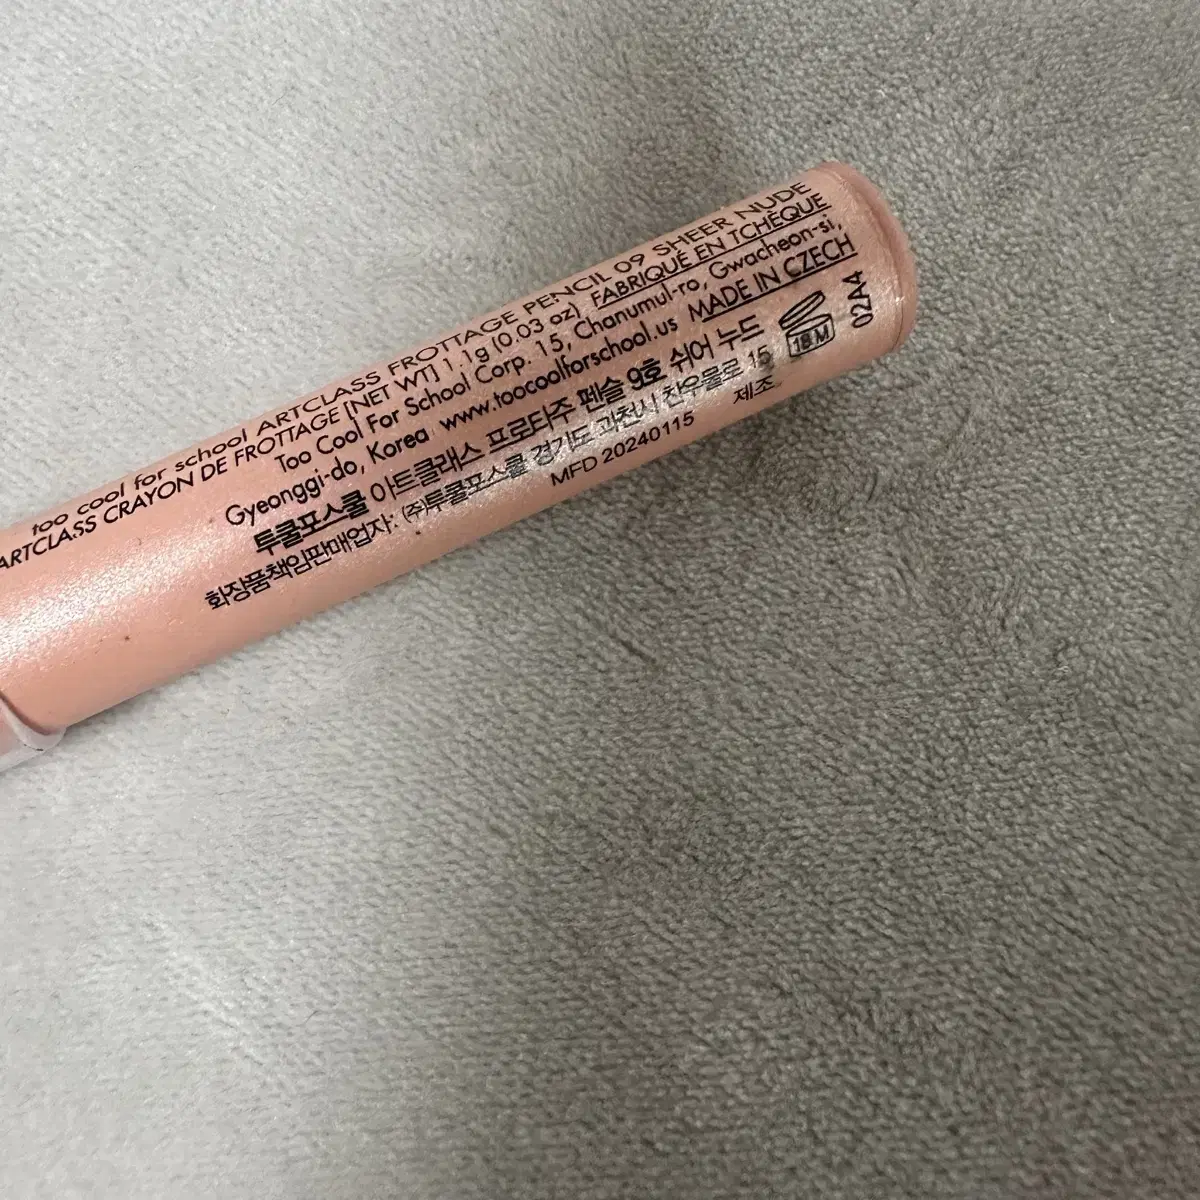 too cool for school ARTCLASS FROTTAGE PENCIL 09 SHEER NUDE
ARTCLASS CRAYON DE FROTTAGE [NET WT] 1.1g (0.03 oz) FABRIQUÉ EN TCHÈQUE
Too Cool For School Corp. 15, Chanumul-ro, Gwacheon-si,
Gyeonggi-do, Korea www.toocoolforschool.us MADE IN CZECH
투쿨포스쿨 아트클래스 프로타주 펜슬 9호 쉬어 누드
화장품책임판매업자: (주)투쿨포스쿨 경기도 과천시 찬우물로 15
MFD 20240115 제조
18 M
02A4